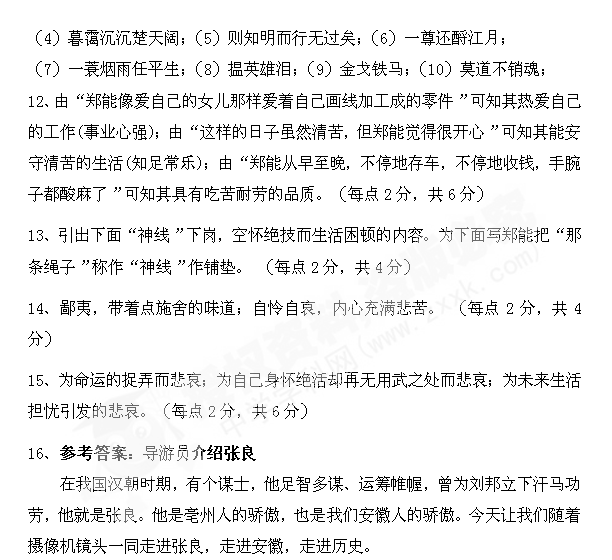 （4）暮霭沉沉楚天阔；（5）则知明而行无过矣；（6）一尊还酹江月；
（7）一蓑烟雨任平生；（8）揾英雄泪；（9）金戈铁马；（10）莫道不销魂；
12、由“郑能像爱自己的女儿那样爱着自己画线加工成的零件 ”可知其热爱自己
的工作(事业心强)；由“这样的日子虽然清苦，但郑能觉得很开心 ”可知其能安
守清苦的生活(知足常乐)；由“郑能从早至晚，不停地存车，不停地收钱，手腕
子都酸麻了 ”可知其具有吃苦耐劳的品质。（每点 2 分，共 6 分）
13、引出下面“神线 ”下岗，空怀绝技而生活困顿的内容。为下面写郑能把“那
条绳子 ”称作“神线 ”作铺垫。 （每点 2 分，共 4 分）
14、鄙夷，带着点施舍的味道；自怜自哀，内心充满悲苦。 （每点 2 分，共 4
分）
15、为命运的捉弄而悲哀；为自己身怀绝活却再无用武之处而悲哀；为未来生活
担忧引发的悲哀。（每点 2 分，共 6 分）
16、参考答案：导游员介绍张良
在我国汉朝时期，有个谋士，他足智多谋、运筹帷幄，曾为刘邦立下汗马功
劳，他就是张良。他是亳州人的骄傲，也是我们安徽人的骄傲。今天让我们随着
摄像机镜头一同走进张良，走进安徽，走进历史。